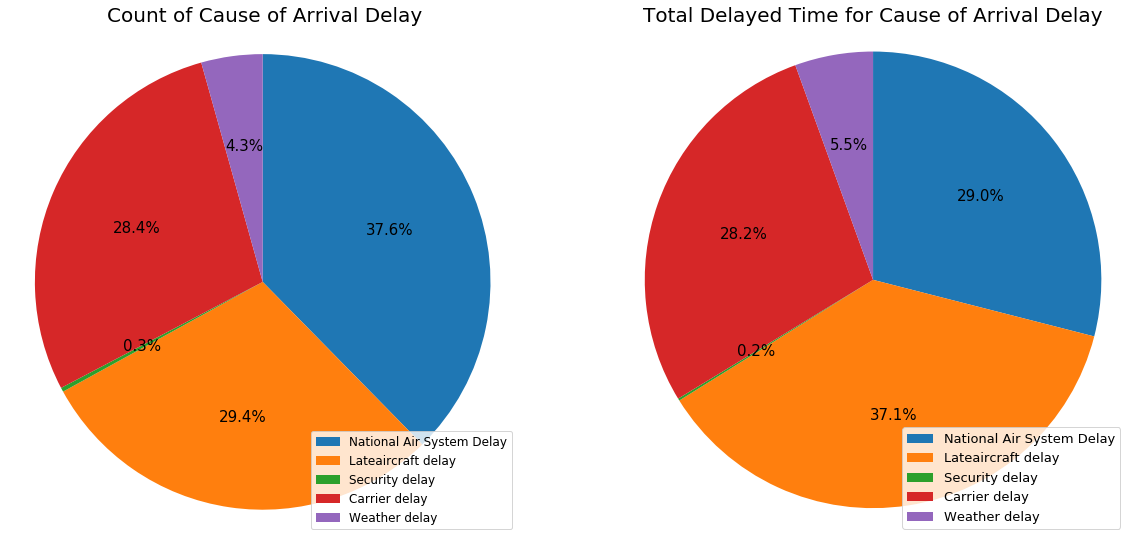 Count of Cause of Arrival Delay
4.3%
37.6%
28.4%
0.3%
29.4%
National Air System Delay
Lateaircraft delay
Security delay
Carrier delay
Weather delay
Total Delayed Time for Cause of Arrival Delay
5.5%
29.0%
28.2%
0.2%
37.1%
National Air System Delay
Lateaircraft delay
Security delay
Carrier delay
Weather delay